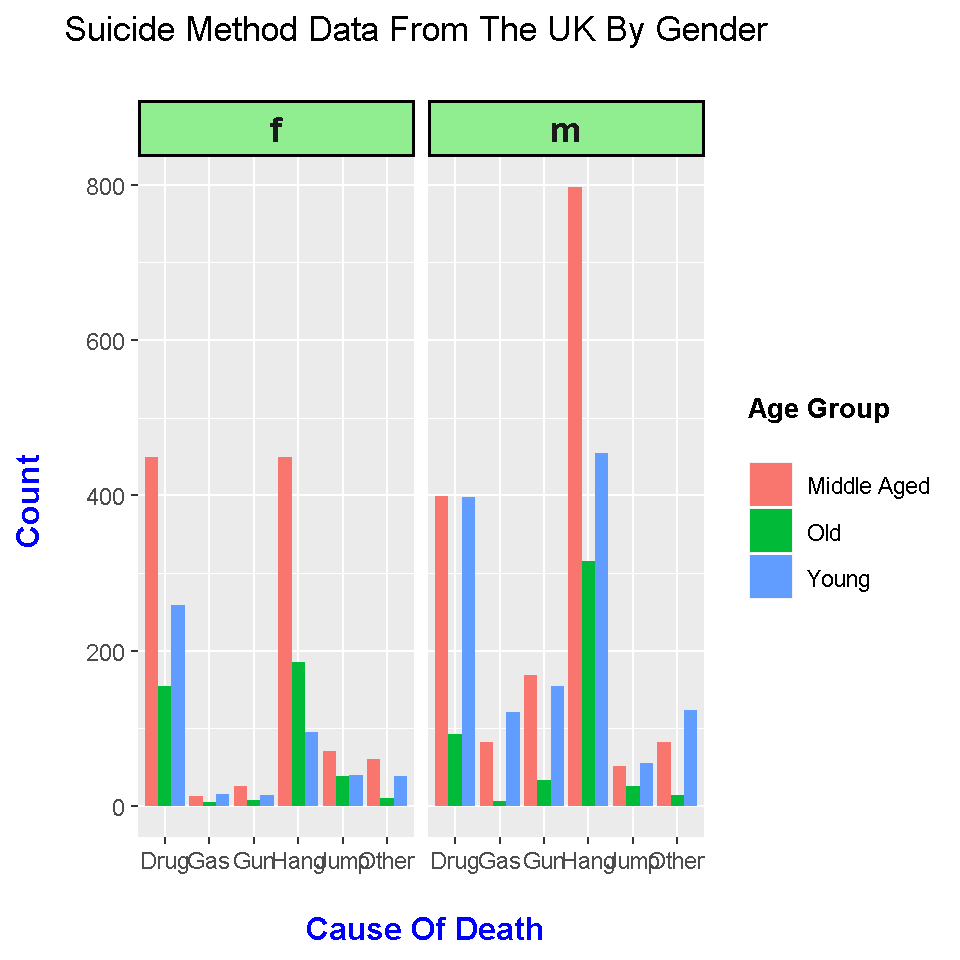 Suicide Method Data From The UK By Gender
f
m
800
600
400
200
0
Count
Drug Gas Gun Hang Jump Other
Drug Gas Gun Hang Jump Other
Cause Of Death
Age Group
Middle Aged
Old
Young